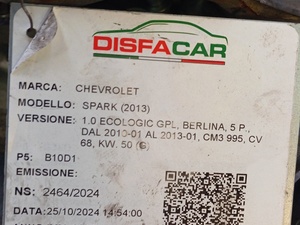 DISFACAR
MARCA: CHEVROLET
MODELLO: SPARK (2013)
VERSIONE: 1.0 ECOLOGIC GPL, BERLINA, 5 P.,
DAL 2010-01 AL 2013-01, CM3 995, CV
68, KW. 50 (G)
P5: B10D1
EMISSIONE:
NS: 2464/2024
DATA: 25/10/2024 14:54:00